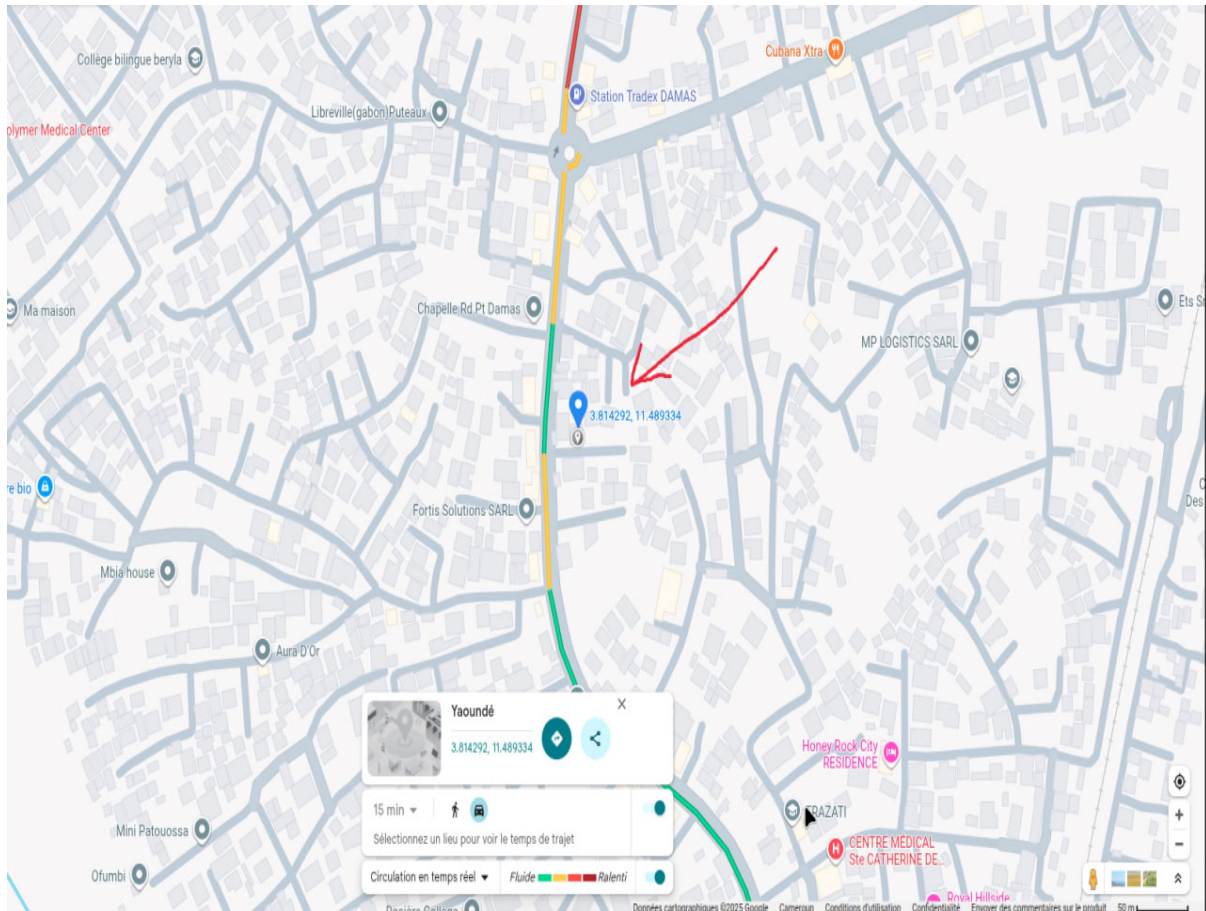 Collège bilingue beryla
Cubana Xtra
Station Tradex DAMAS
Libreville(gabon)Puteaux
olymer Medical Center
Ma maison
Chapelle Rd Pt Damas
Ets S
MP LOGISTICS SARL
3.814292, 11.489334
re bio
Des
Fortis Solutions SARL
Mbia house
Aura D'Or
Yaoundé
3.814292, 11.489334
Honey Rock City
RESIDENCE
15 min
Sélectionnez un lieu pour voir le temps de trajet
RAZATI
Mini Patouossa
CENTRE MÉDICAL
Ste CATHERINE DE...
Ofumbi
Circulation en temps réel
Fluide
Ralenti
Royal Hillside
Données cartographiques ©2025 Google
Cameroun
Conditions d'utilisation
Confidentialité
Envoyer des commentaires sur le produit
50 m